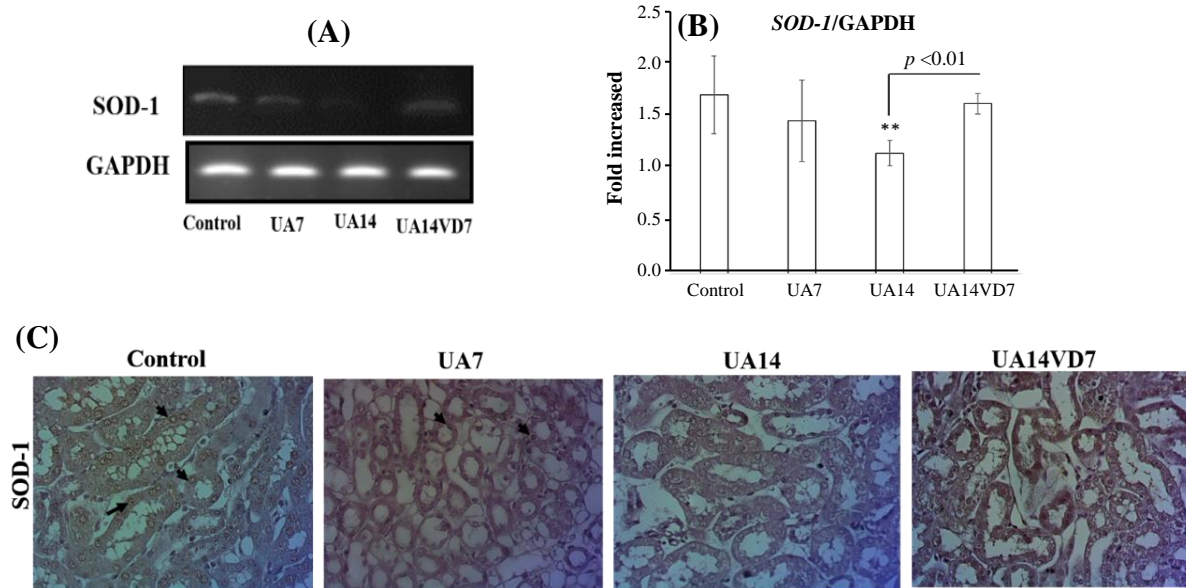 (A)
SOD-1
GAPDH
Control UA7 UA14 UA14VD7
(B) SOD-1/GAPDH
Fold increased
2.5
2.0
1.5
1.0
0.5
0.0
p <0.01
**
Control UA7 UA14 UA14VD7
(C)
Control UA7 UA14 UA14VD7
SOD-1